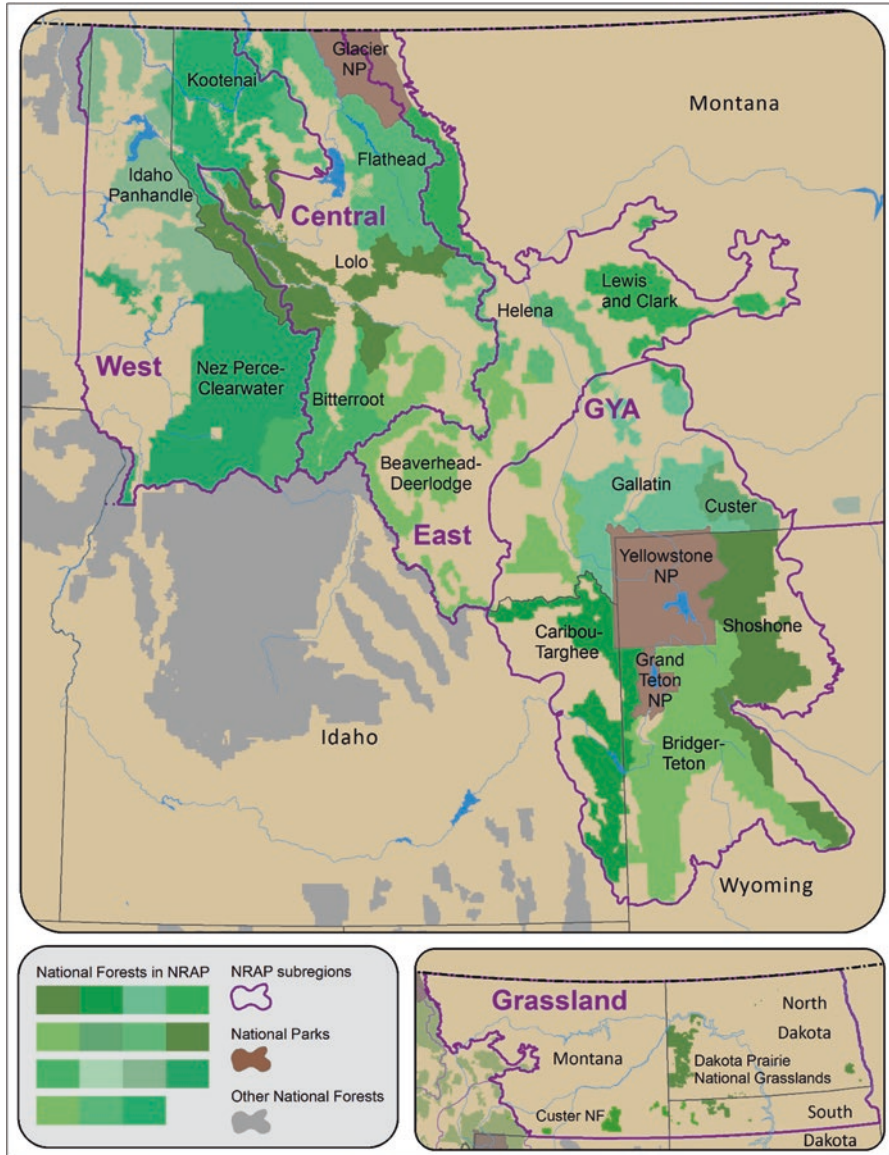 Glacier
NP
Kootenai
Montana
Flathead
Idaho
Panhandle
Central
Lolo
Lewis
and Clark
Helena
West
Nez Perce-
Clearwater
Bitterroot
GYA
Beaverhead-
Deerlodge
Gallatin
Custer
East
Yellowstone
NP
Shoshone
Caribou-
Targhee
Grand
Teton
NP
Idaho
Bridger-
Teton
Wyoming
National Forests in NRAP
NRAP subregions
National Parks
Other National Forests
Grassland
North
Dakota
Montana
Dakota Prairie
National Grasslands
Custer NF
South
Dakota